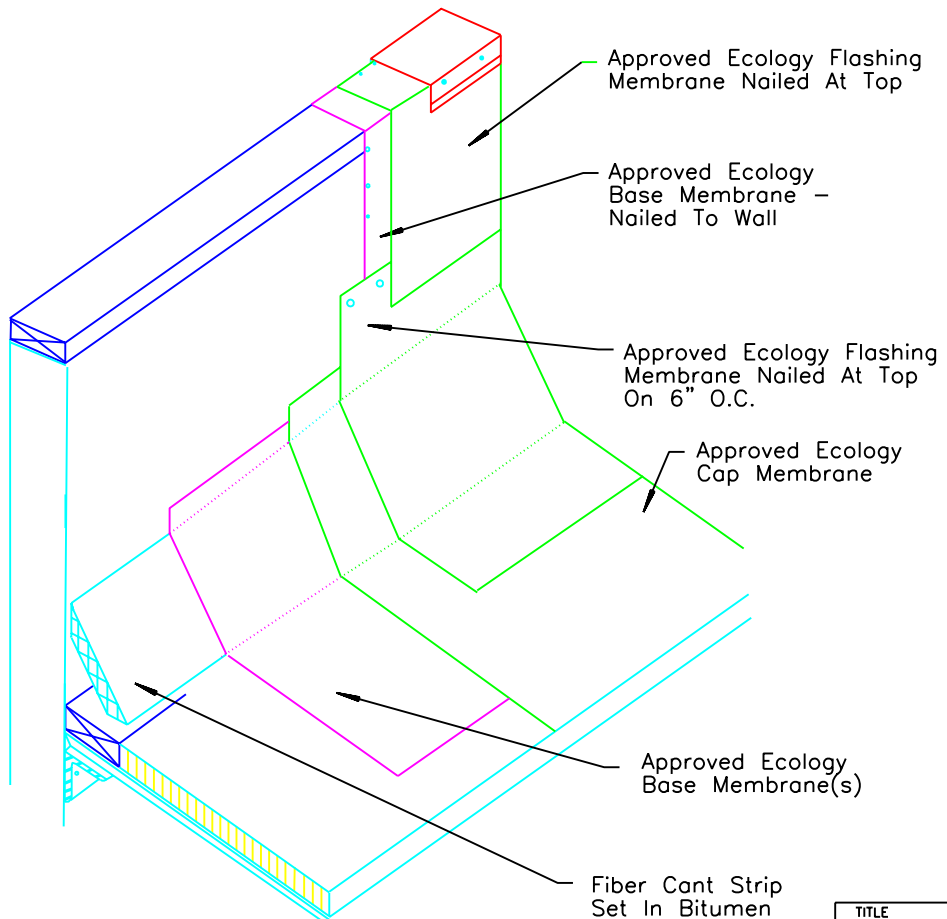 Approved Ecology Flashing
Membrane Nailed At Top
Approved Ecology
Base Membrane –
Nailed To Wall
Approved Ecology Flashing
Membrane Nailed At Top
On 6" O.C.
Approved Ecology
Cap Membrane
Approved Ecology
Base Membrane(s)
Fiber Cant Strip
Set In Bitumen
TITLE